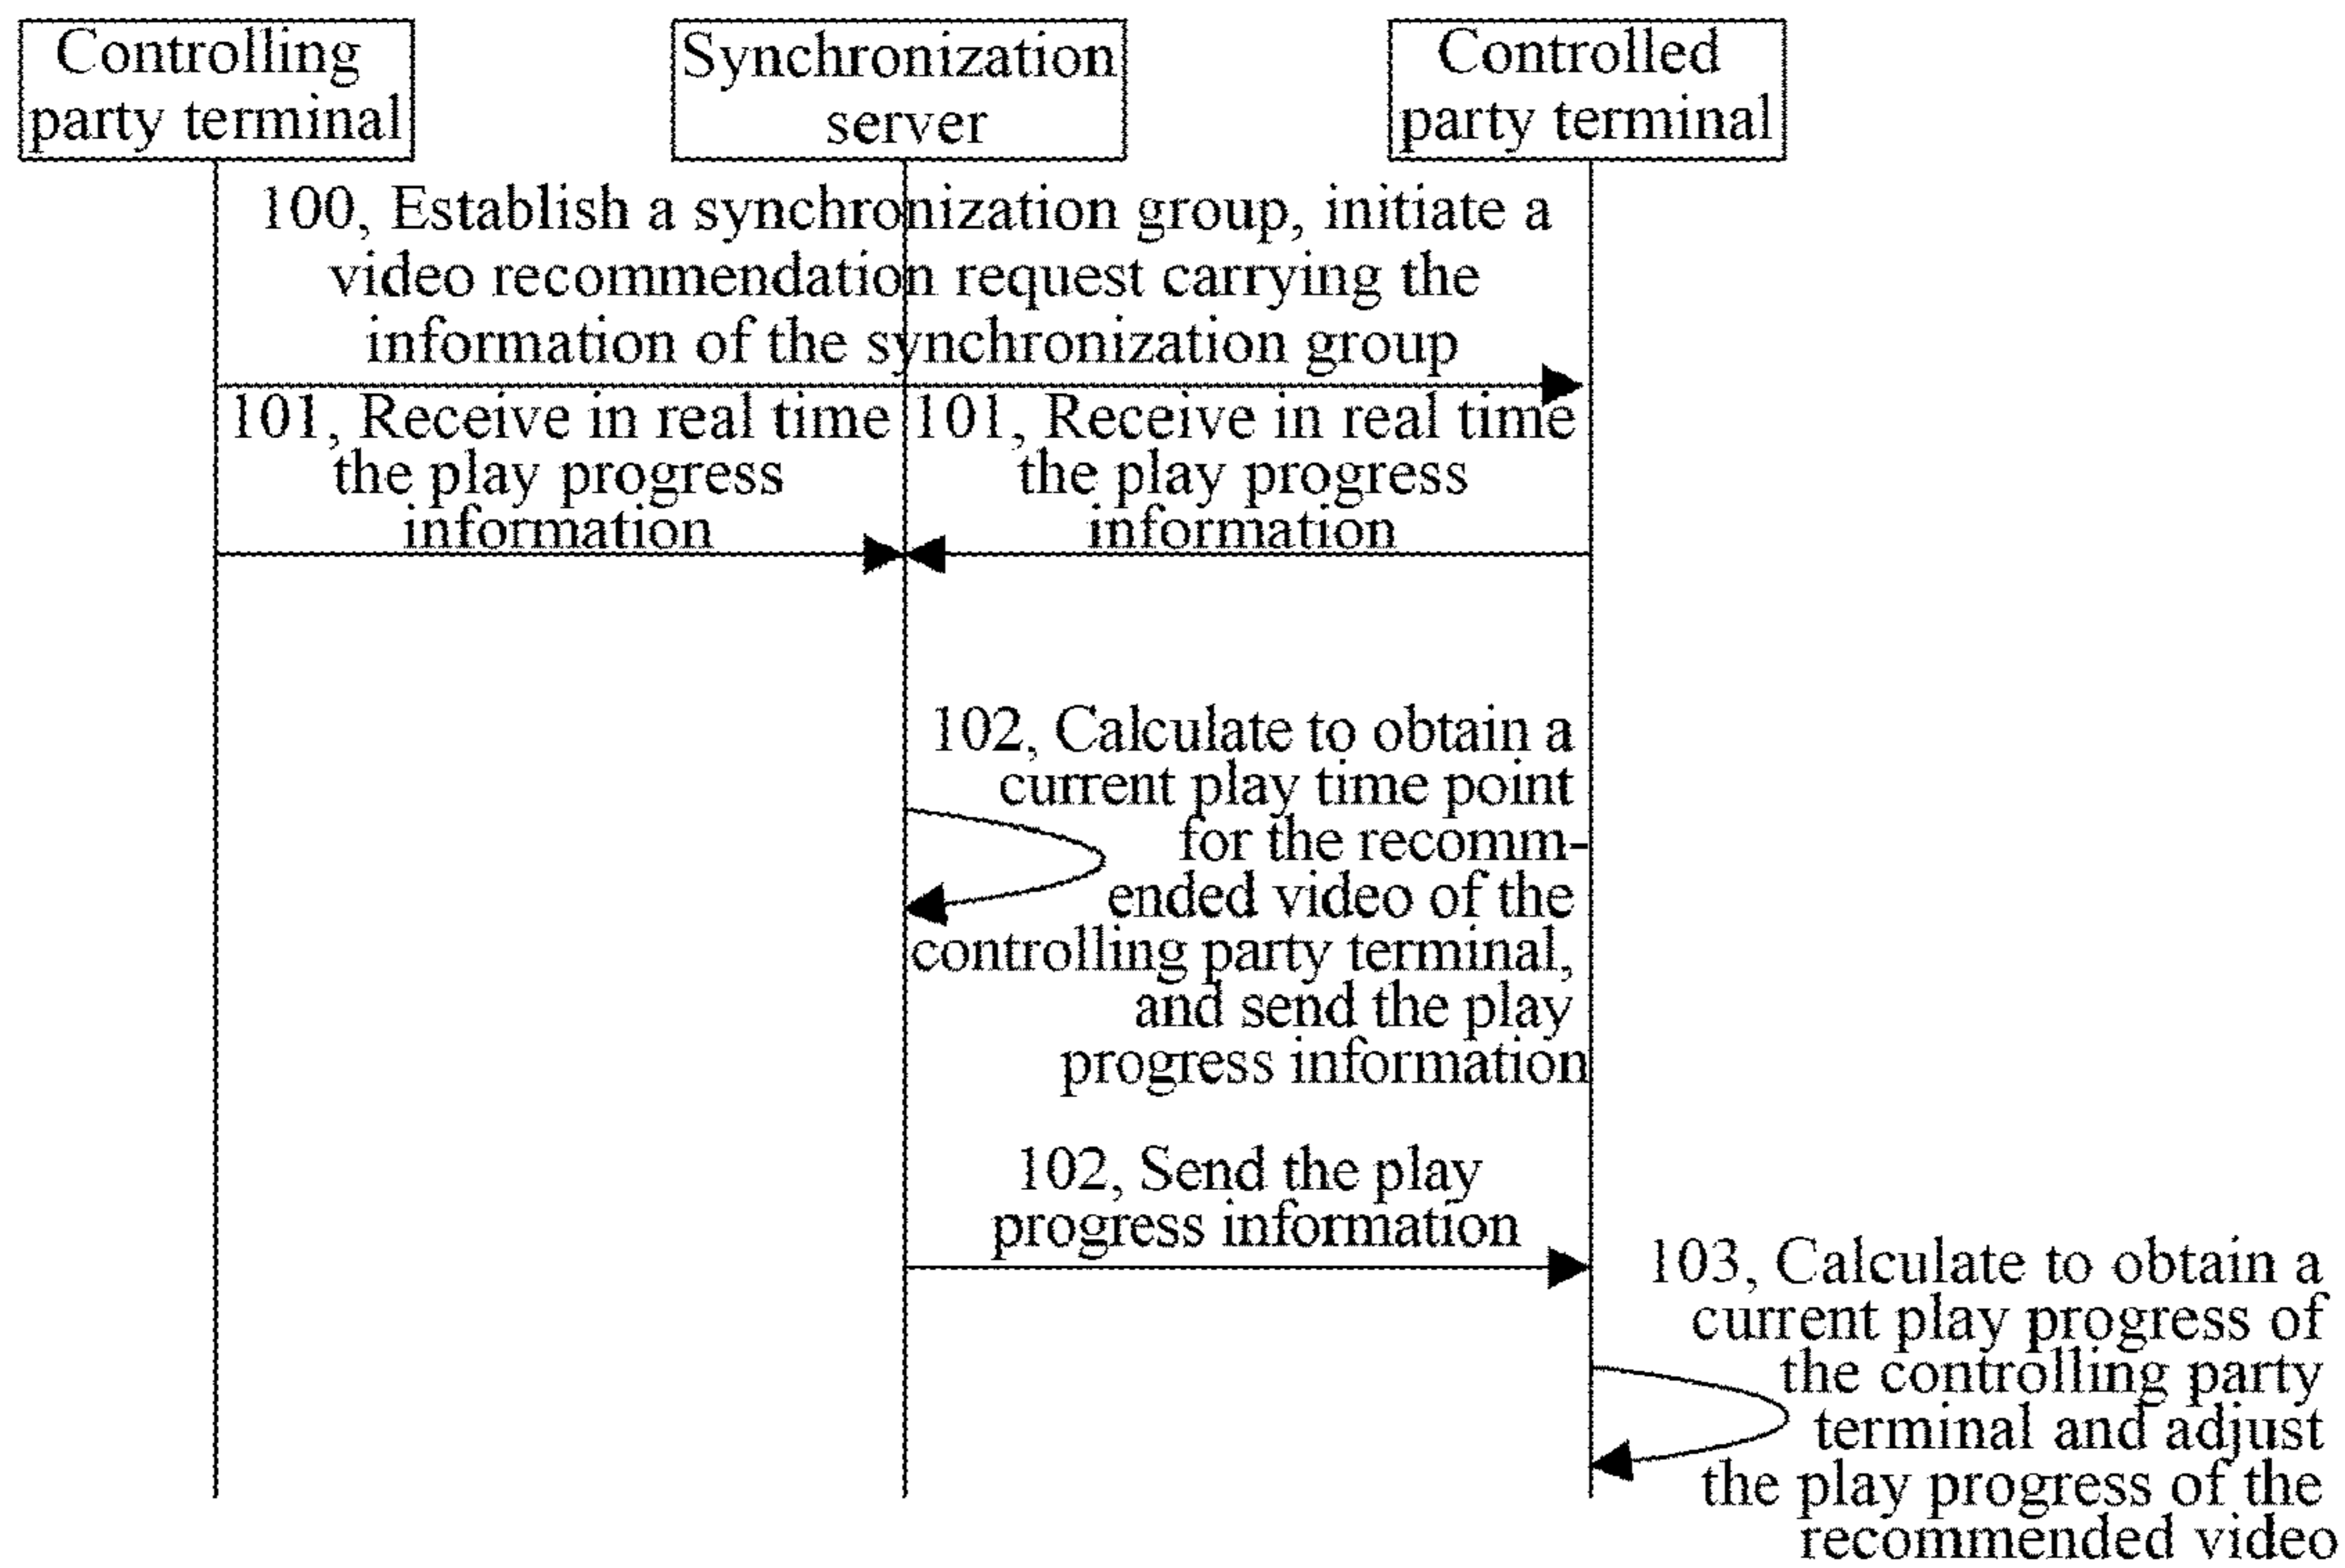 Controlling
party terminal
Synchronization
server
Controlled
party terminal
100, Establish a synchronization group, initiate a
video recommendation request carrying the
information of the synchronization group
101, Receive in real time
the play progress
information
101, Receive in real time
the play progress
information
102, Calculate to obtain a
current play time point
for the recomm-
ended video of the
controlling party terminal,
and send the play
progress information
102, Send the play
progress information
103, Calculate to obtain a
current play progress of
the controlling party
terminal and adjust
the play progress of the
recommended video